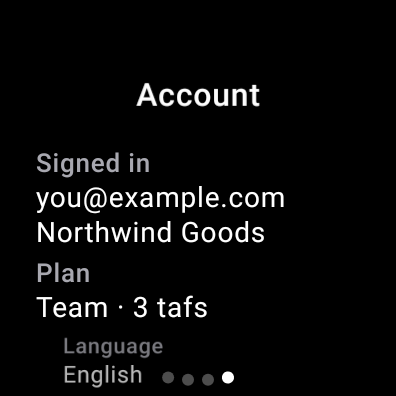 Account
Signed in
you@example.com
Northwind Goods
Plan
Team · 3 tafs
Language
English